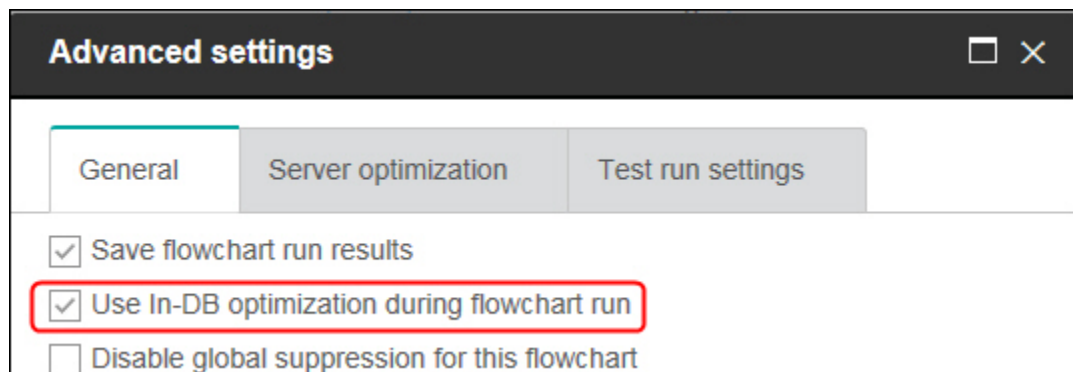 Advanced settings
General Server optimization Test run settings
Save flowchart run results
Use In-DB optimization during flowchart run
Disable global suppression for this flowchart